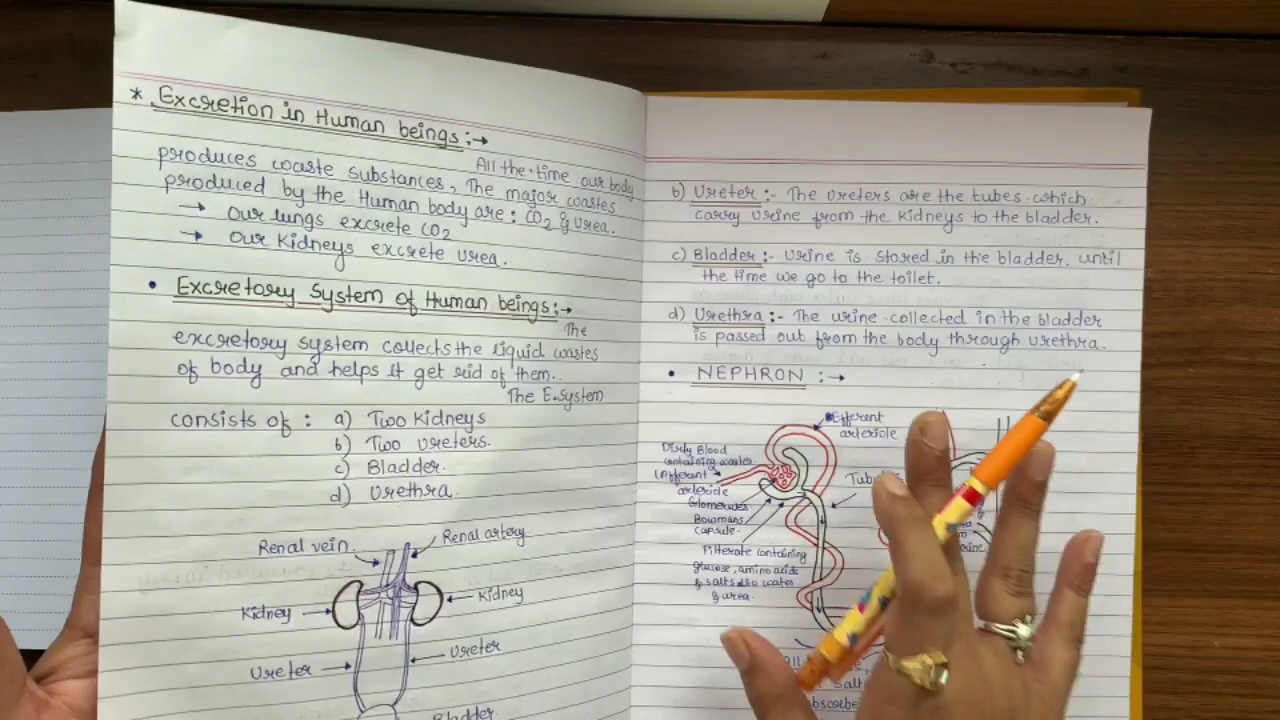 * Excretion in Human beings :→
All the time our body
produces waste substances, The major wastes
produced by the Human body are : CO2 & Urea.
→ Our lungs excrete CO2
→ Our Kidneys excrete urea.
• Excretory System of Human beings :→
The
excretory system collects the liquid wastes
of body and helps it get rid of them..
The E.system
consists of : a) Two Kidneys
b) Two Ureters.
c) Bladder.
d) Urethra.
Renal vein.
Renal artery
Kidney
Kidney
Ureter
Ureter
Bladder
b) Ureter :- The Ureters are the tubes which
carry Urine from the Kidneys to the bladder.
c) Bladder :- Urine is stored in the bladder, until
the time we go to the toilet.
d) Urethra :- The urine collected in the bladder
is passed out from the body through urethra.
• NEPHRON :→
Efferent
arteriole
Dirty Blood
containing wastes
(Afferent
arteriole
Glomerules
Bowmans
capsule.
Tubu
Filterate containing
glucose, amino acids
& salts also water
& urea.